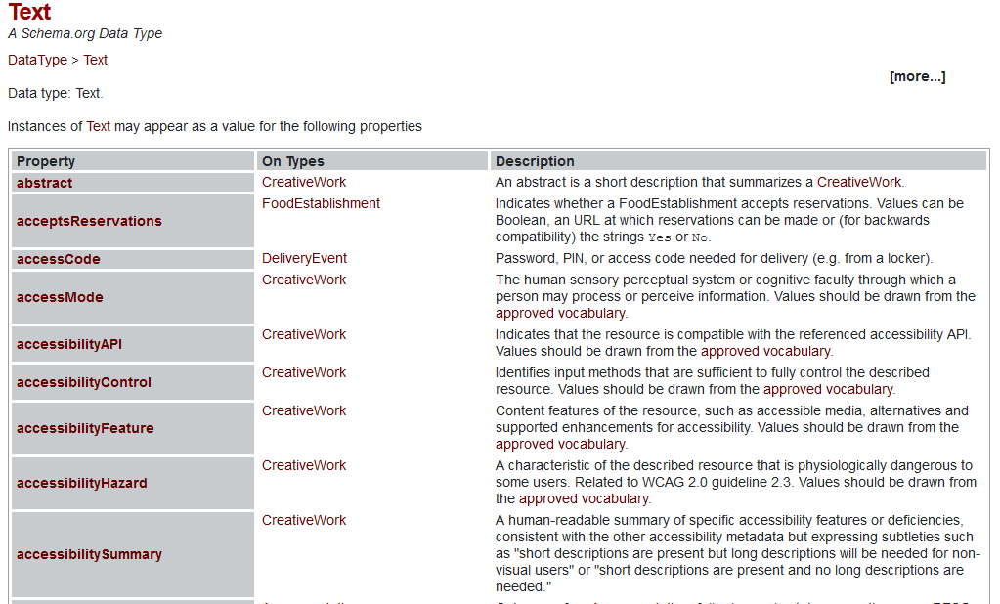 Text
A Schema.org Data Type
DataType > Text
[more...]
Data type: Text.
Instances of Text may appear as a value for the following properties
Property On Types Description
abstract CreativeWork An abstract is a short description that summarizes a CreativeWork.
acceptsReservations FoodEstablishment Indicates whether a FoodEstablishment accepts reservations. Values can be
Boolean, an URL at which reservations can be made or (for backwards
compatibility) the strings Yes or No.
accessCode DeliveryEvent Password, PIN, or access code needed for delivery (e.g. from a locker).
accessMode CreativeWork The human sensory perceptual system or cognitive faculty through which a
person may process or perceive information. Values should be drawn from the
approved vocabulary.
accessibilityAPI CreativeWork Indicates that the resource is compatible with the referenced accessibility API.
Values should be drawn from the approved vocabulary.
accessibilityControl CreativeWork Identifies input methods that are sufficient to fully control the described
resource. Values should be drawn from the approved vocabulary.
accessibilityFeature CreativeWork Content features of the resource, such as accessible media, alternatives and
supported enhancements for accessibility. Values should be drawn from the
approved vocabulary.
accessibilityHazard CreativeWork A characteristic of the described resource that is physiologically dangerous to
some users. Related to WCAG 2.0 guideline 2.3. Values should be drawn from
the approved vocabulary.
accessibilitySummary CreativeWork A human-readable summary of specific accessibility features or deficiencies,
consistent with the other accessibility metadata but expressing subtleties such
as "short descriptions are present but long descriptions will be needed for non-
visual users" or "short descriptions are present and no long descriptions are
needed."